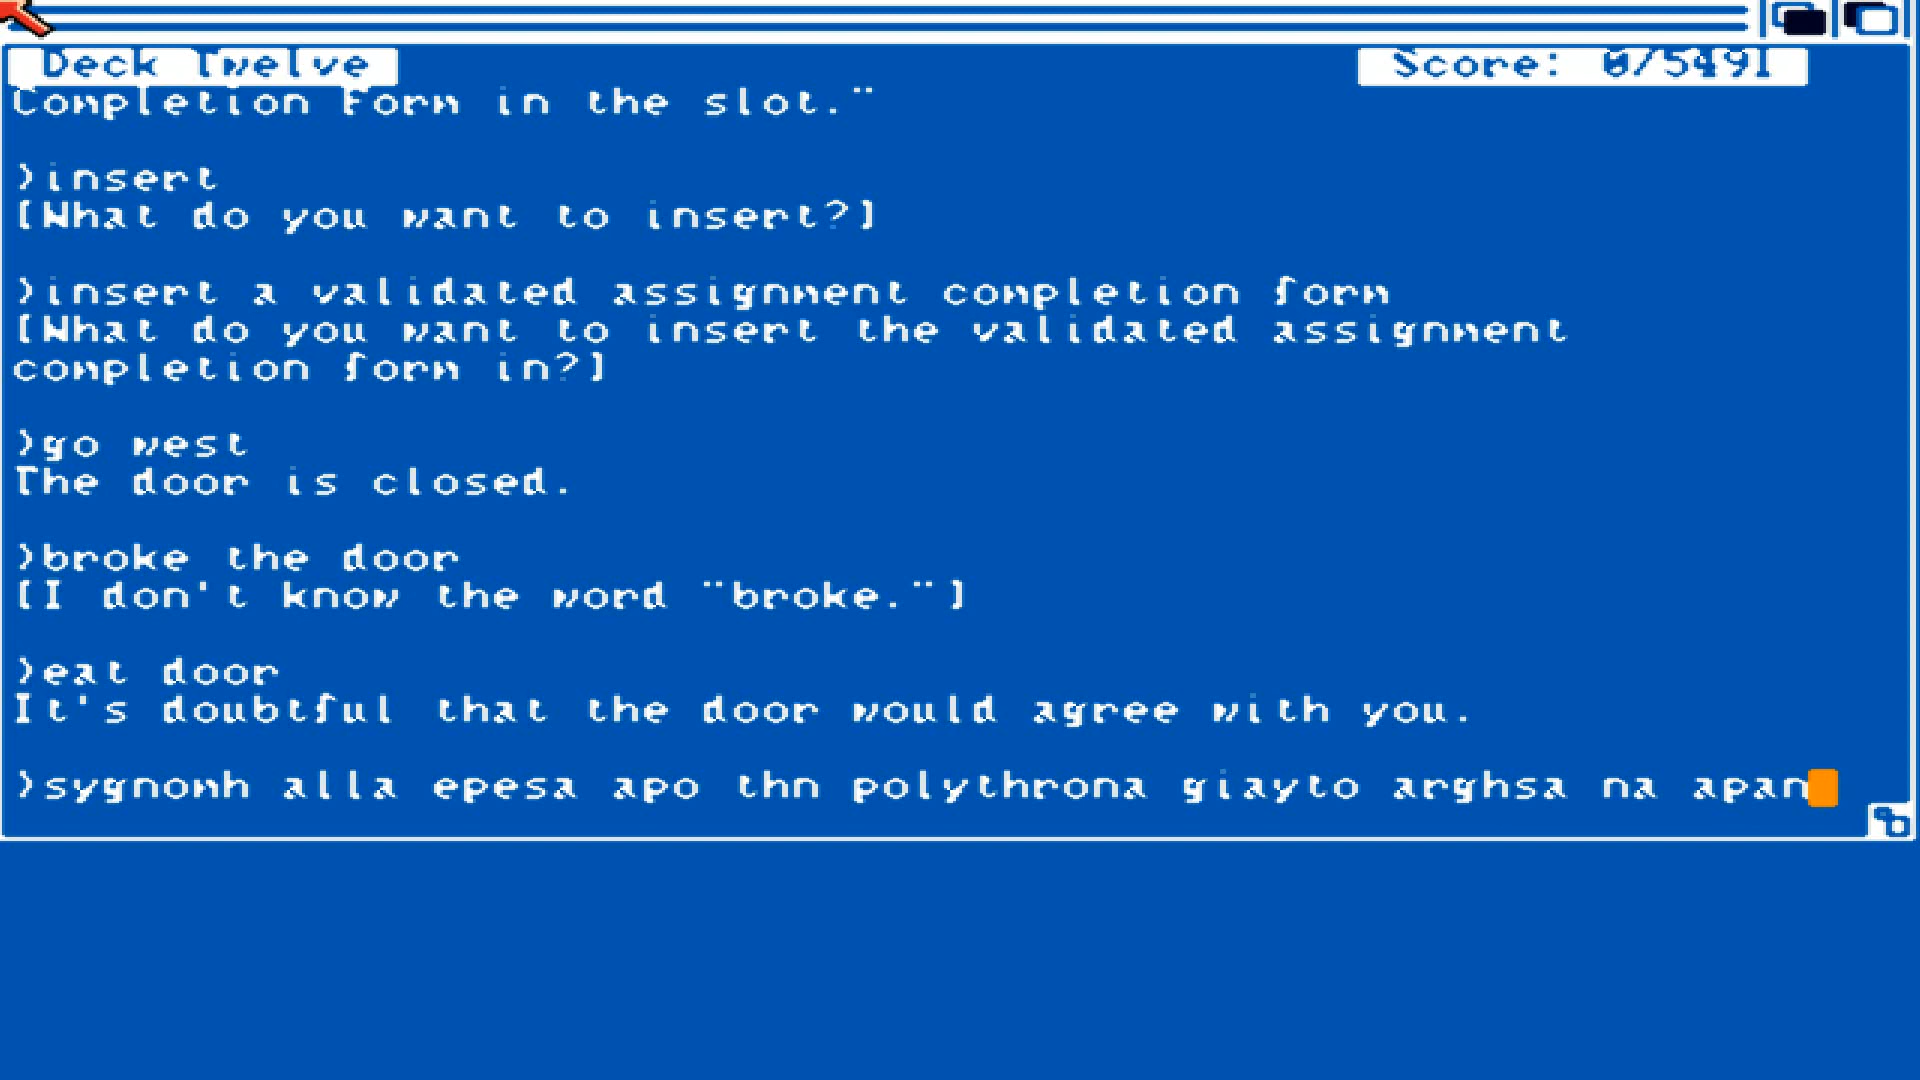 Deck Twelve Score: 0/5491
Completion Form in the slot."
>insert
[What do you want to insert?]
>insert a validated assignment completion form
[What do you want to insert the validated assignment
completion form in?]
>go west
The door is closed.
>broke the door
[I don't know the word "broke."]
>eat door
It's doubtful that the door would agree with you.
>sygnomh alla epesa apo thn polythrona giayto arghsa na apan